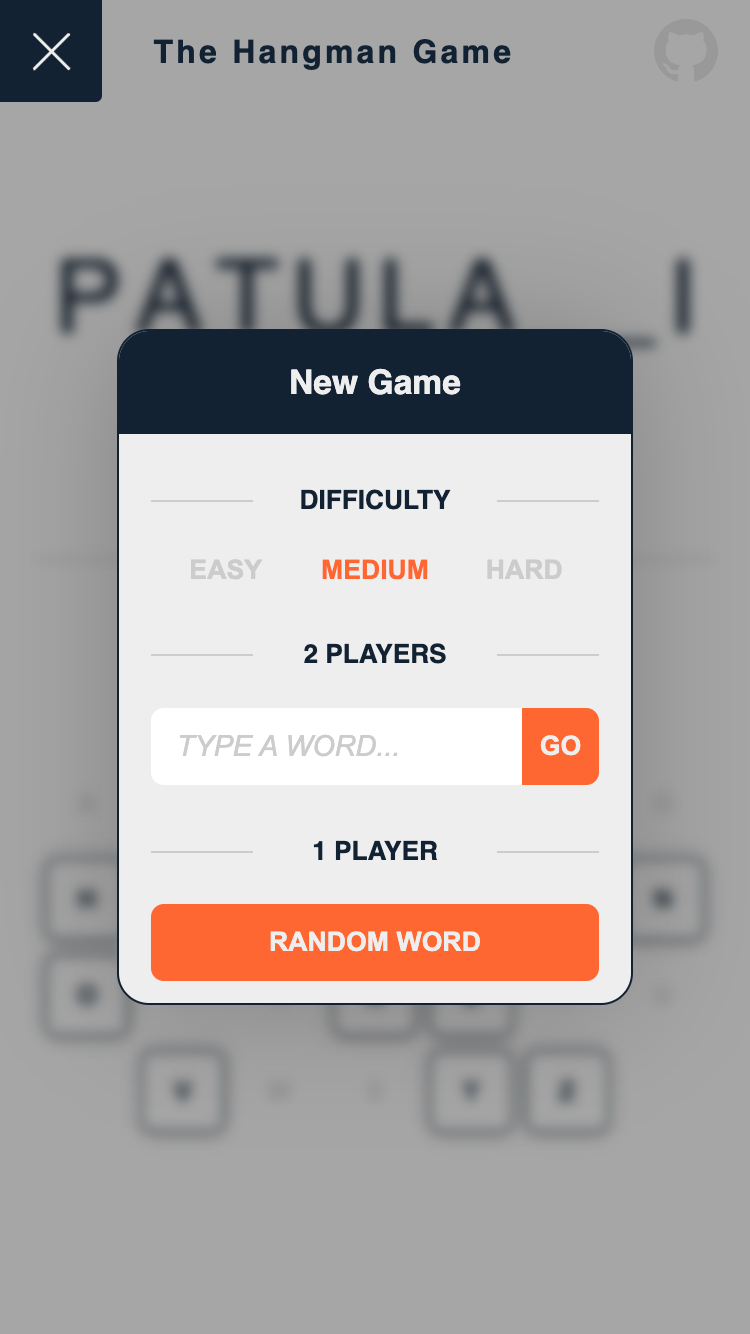 The Hangman Game
PATULA_I
New Game
DIFFICULTY
EASY MEDIUM HARD
2 PLAYERS
TYPE A WORD...
GO
1 PLAYER
RANDOM WORD
V
Y Z